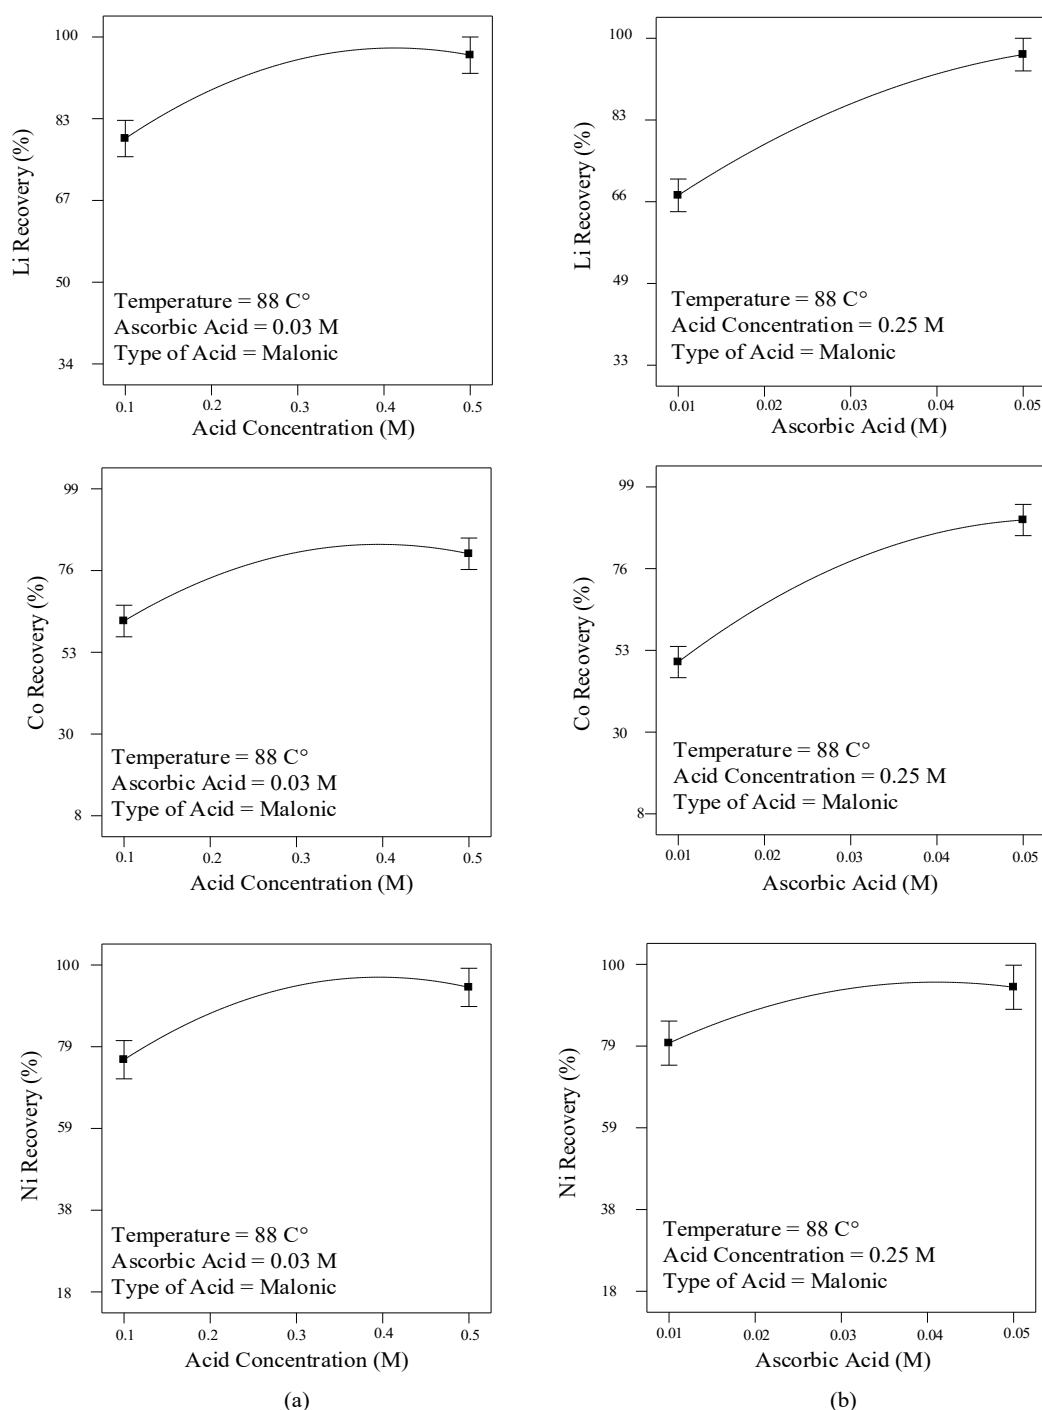 Li Recovery (%)
100
83
67
50
34
Temperature = 88 C°
Ascorbic Acid = 0.03 M
Type of Acid = Malonic
0.1 0.2 0.3 0.4 0.5
Acid Concentration (M)
Li Recovery (%)
100
83
66
49
33
Temperature = 88 C°
Acid Concentration = 0.25 M
Type of Acid = Malonic
0.01 0.02 0.03 0.04 0.05
Ascorbic Acid (M)
Co Recovery (%)
99
76
53
30
8
Temperature = 88 C°
Ascorbic Acid = 0.03 M
Type of Acid = Malonic
0.1 0.2 0.3 0.4 0.5
Acid Concentration (M)
Co Recovery (%)
99
76
53
30
8
Temperature = 88 C°
Acid Concentration = 0.25 M
Type of Acid = Malonic
0.01 0.02 0.03 0.04 0.05
Ascorbic Acid (M)
Ni Recovery (%)
100
79
59
38
18
Temperature = 88 C°
Ascorbic Acid = 0.03 M
Type of Acid = Malonic
0.1 0.2 0.3 0.4 0.5
Acid Concentration (M)
(a)
Ni Recovery (%)
100
79
59
38
18
Temperature = 88 C°
Acid Concentration = 0.25 M
Type of Acid = Malonic
0.01 0.02 0.03 0.04 0.05
Ascorbic Acid (M)
(b)